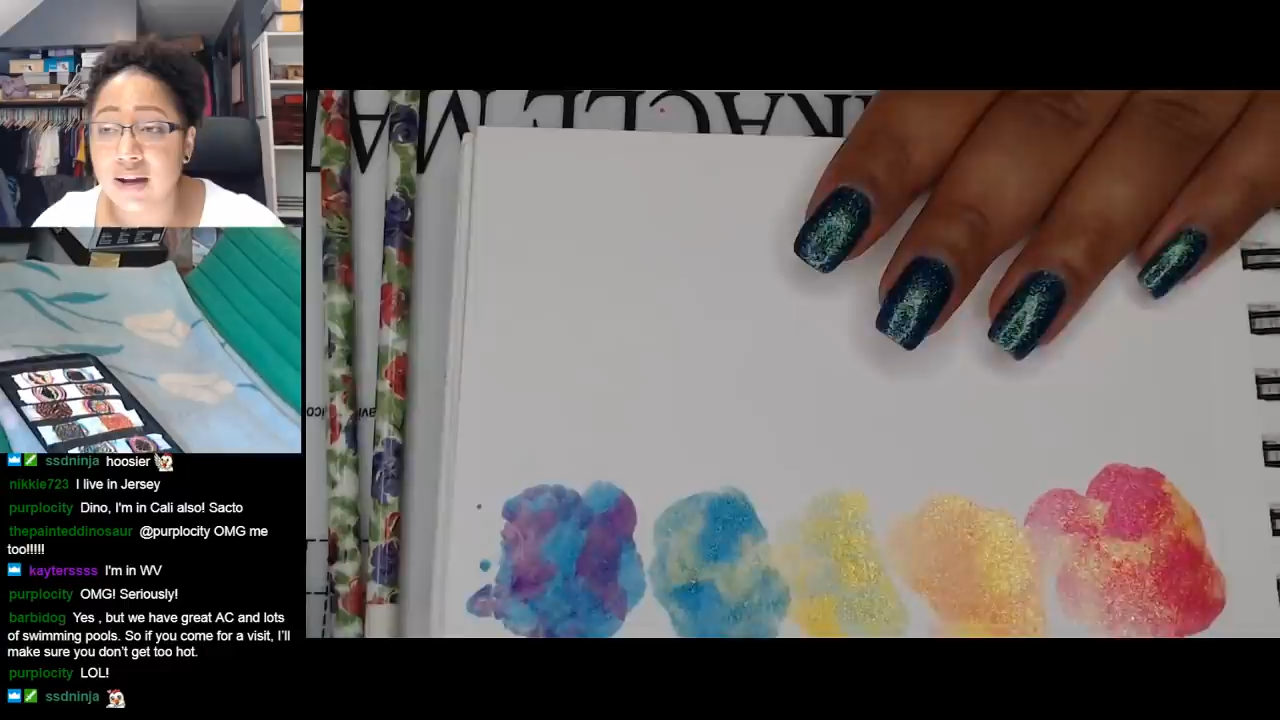 MIRACLE MA
ssdninja hoosier
nikkie723 I live in Jersey
purplocity Dino, I'm in Cali also! Sacto
thepainteddinosaur @purplocity OMG me
too!!!!!
kayterssss I'm in WV
purplocity OMG! Seriously!
barbidog Yes , but we have great AC and lots
of swimming pools. So if you come for a visit, I'll
make sure you don't get too hot.
purplocity LOL!
ssdninja